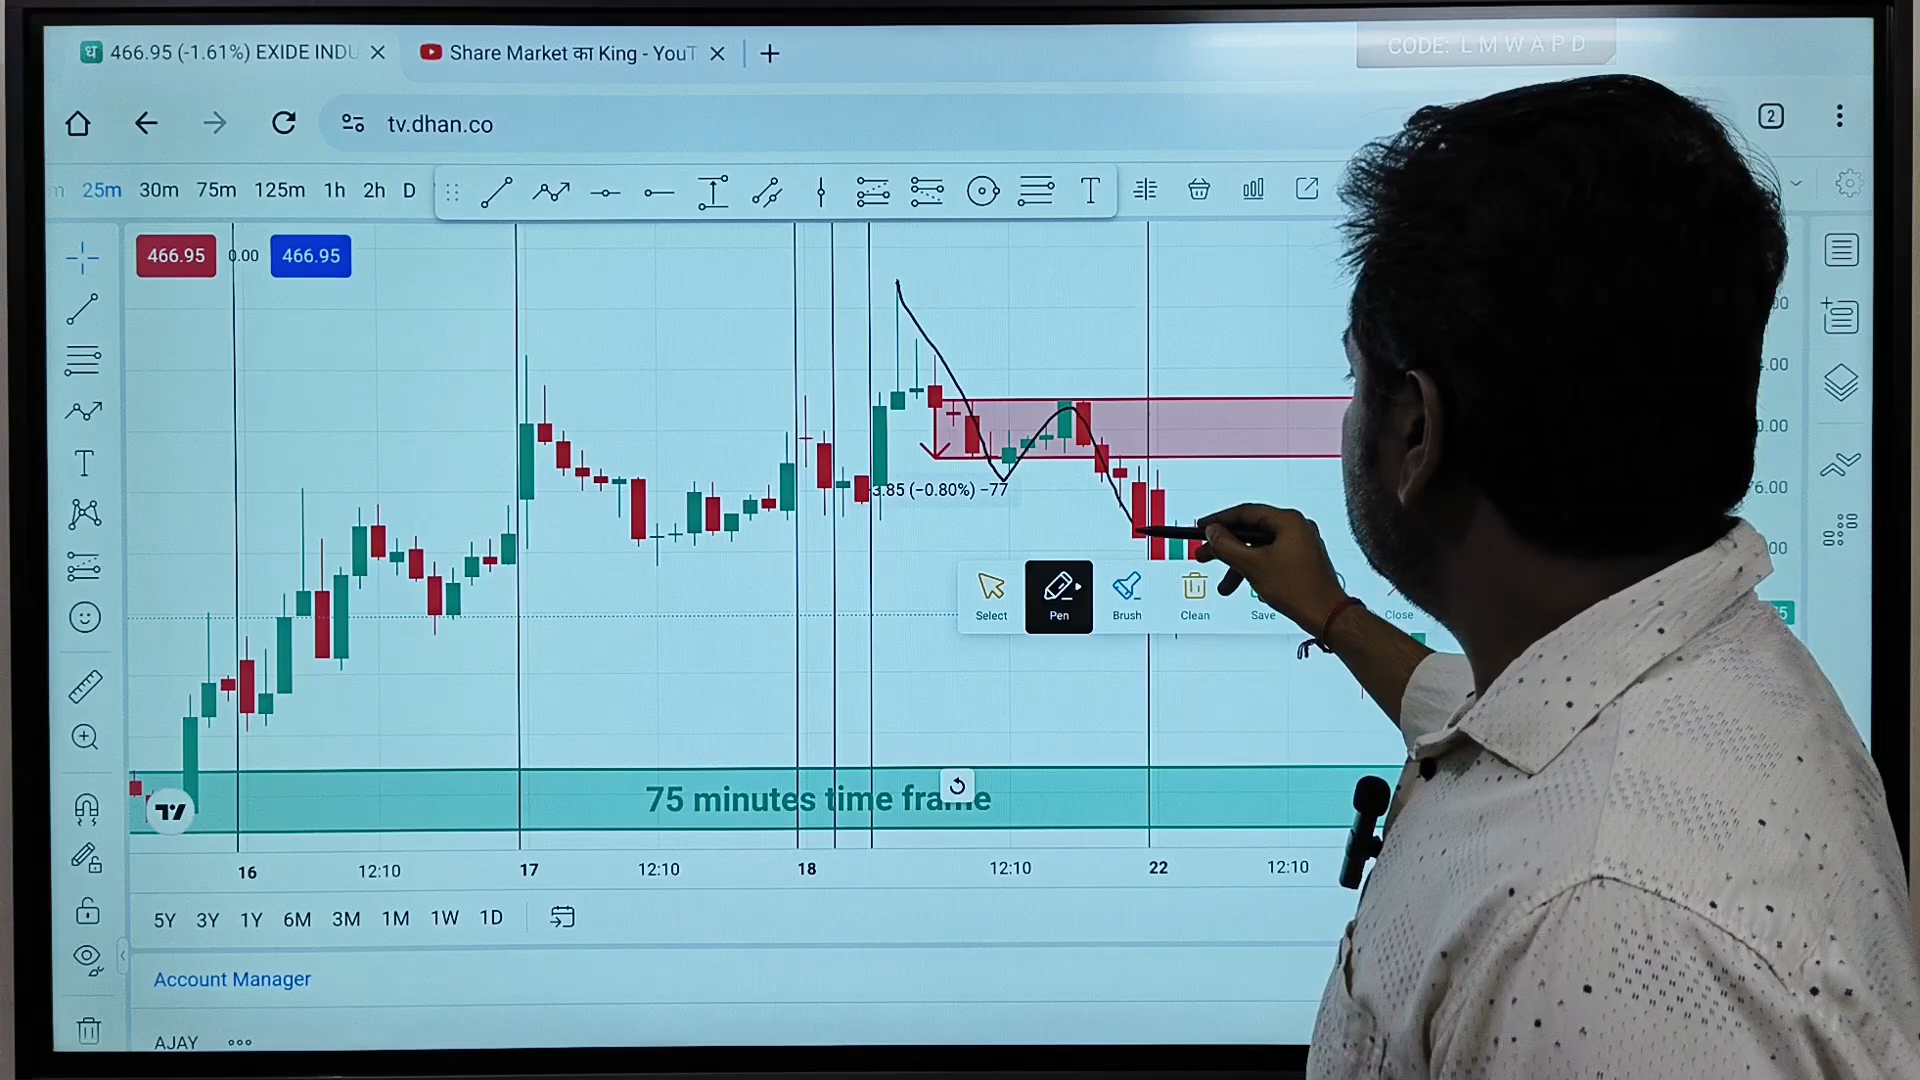 CODE: L M W A P D
466.95 (-1.61%) EXIDE INDU
Share Market का King - YouT
tv.dhan.co
2
25m 30m 75m 125m 1h 2h D
T
466.95 0.00 466.95
T
-3.85 (−0.80%) −77
Select Pen Brush Clean Save Close
75 minutes time frame
16 12:10 17 12:10 18 12:10 22 12:10
5Y 3Y 1Y 6M 3M 1M 1W 1D
Account Manager
AJAY